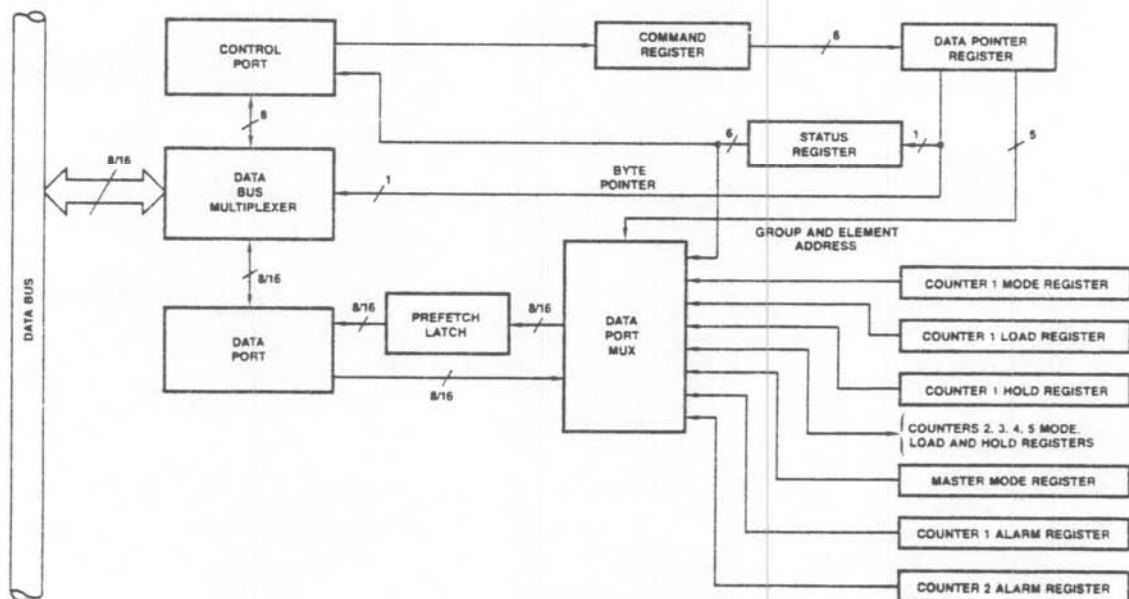 CONTROL
PORT
COMMAND
REGISTER
6
DATA POINTER
REGISTER
8
6
STATUS
REGISTER
1
5
8/16
DATA
BUS
MULTIPLEXER
1
BYTE
POINTER
GROUP AND ELEMENT
ADDRESS
DATA BUS
8/16
DATA
PORT
8/16
PREFETCH
LATCH
8/16
8/16
DATA
PORT
MUX
COUNTER 1 MODE REGISTER
COUNTER 1 LOAD REGISTER
COUNTER 1 HOLD REGISTER
COUNTERS 2, 3, 4, 5 MODE,
LOAD AND HOLD REGISTERS
MASTER MODE REGISTER
COUNTER 1 ALARM REGISTER
COUNTER 2 ALARM REGISTER